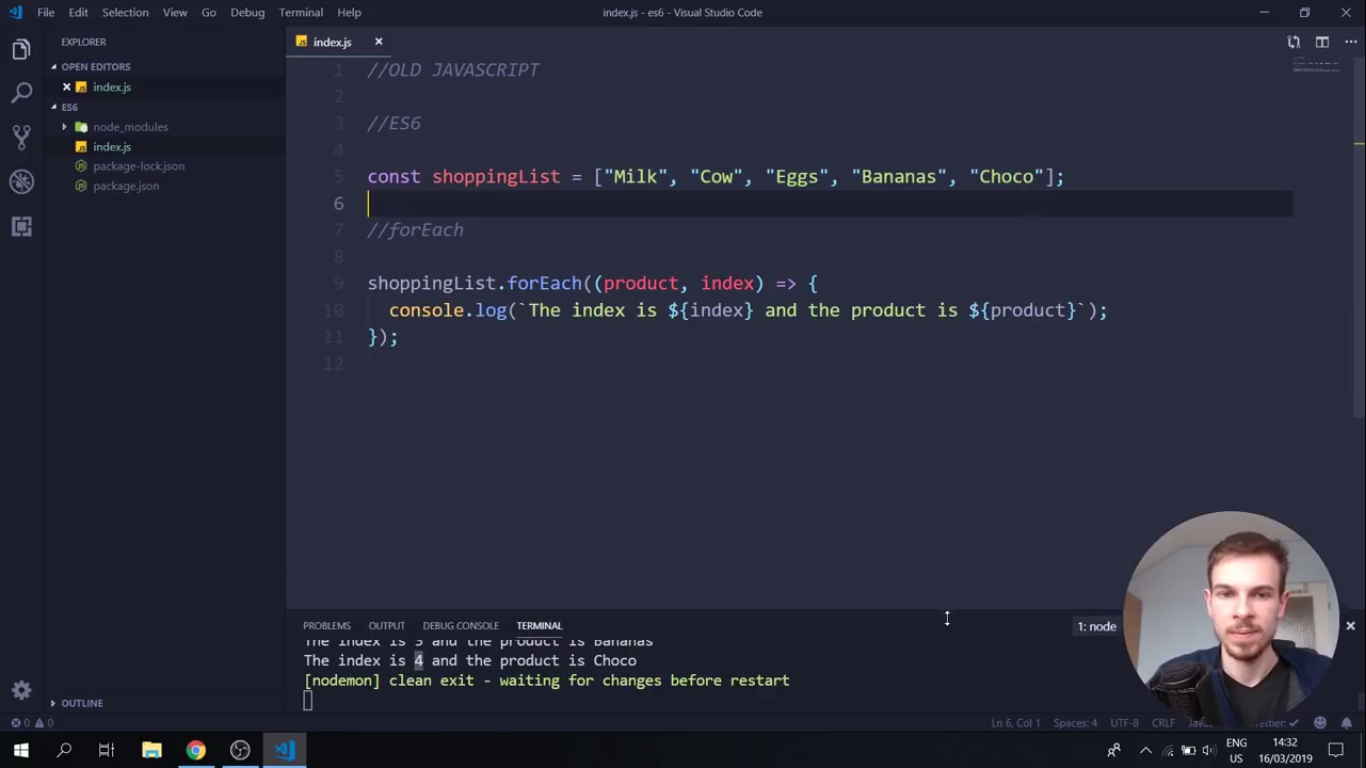 File Edit Selection View Go Debug Terminal Help
index.js - es6 - Visual Studio Code
EXPLORER
OPEN EDITORS
index.js
ES6
node_modules
index.js
package-lock.json
package.json
OUTLINE
index.js
1 //OLD JAVASCRIPT
2
3 //ES6
4
5 const shoppingList = ["Milk", "Cow", "Eggs", "Bananas", "Choco"];
6
7 //forEach
8
9 shoppingList.forEach((product, index) => {
10 console.log(`The index is ${index} and the product is ${product}`);
11 });
12
PROBLEMS OUTPUT DEBUG CONSOLE TERMINAL
1: node
The index is 3 and the product is Bananas
The index is 4 and the product is Choco
[nodemon] clean exit - waiting for changes before restart
0 0
Ln 6, Col 1 Spaces: 4 UTF-8 CRLF
ENG
US
14:32
16/03/2019